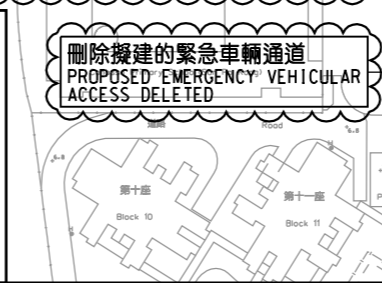 刪除擬建的緊急車輛通道
PROPOSED EMERGENCY VEHICULAR
ACCESS DELETED
道路 Road
第十座
Block 10
第十一座
Block 11